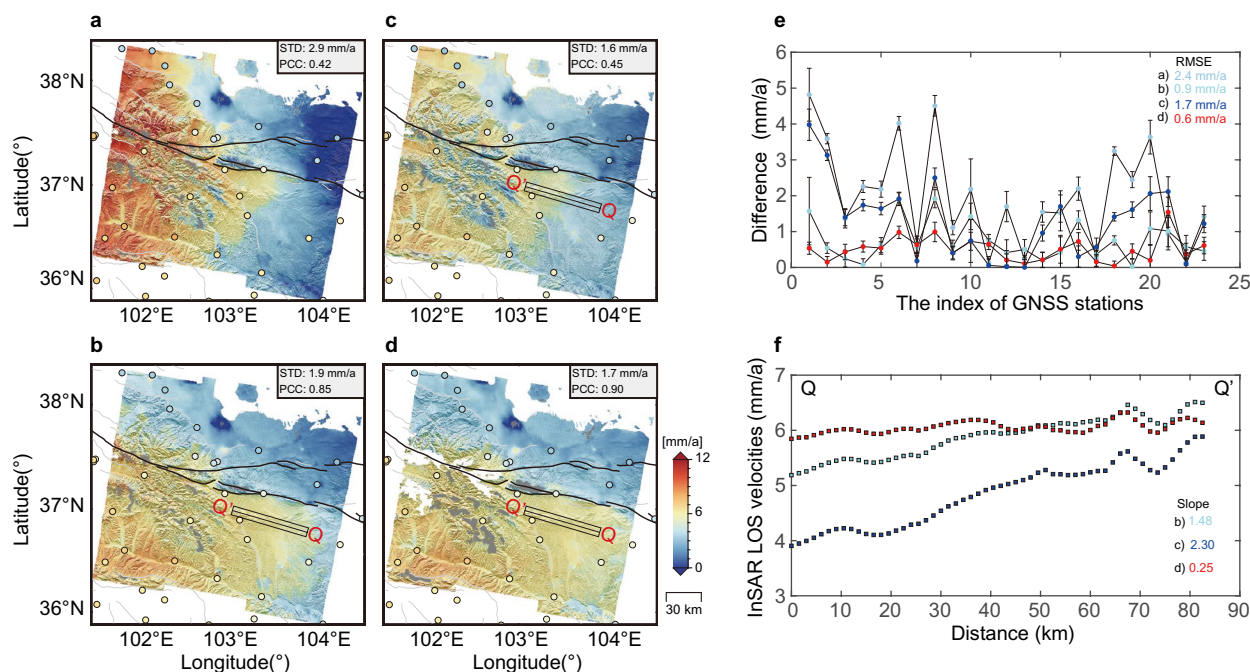 a
STD: 2.9 mm/a
PCC: 0.42
38°N
37°N
36°N
Latitude(°)
102°E 103°E 104°E
c
STD: 1.6 mm/a
PCC: 0.45
Q'
Q
102°E 103°E 104°E
b
STD: 1.9 mm/a
PCC: 0.85
38°N
37°N
36°N
Latitude(°)
Q'
Q
102°E 103°E 104°E
Longitude(°)
d
STD: 1.7 mm/a
PCC: 0.90
Q'
Q
102°E 103°E 104°E
Longitude(°)
[mm/a]
12
6
0
30 km
e
Difference (mm/a)
6
5
4
3
2
1
0
RMSE
a) 2.4 mm/a
b) 0.9 mm/a
c) 1.7 mm/a
d) 0.6 mm/a
0 5 10 15 20 25
The index of GNSS stations
f
InSAR LOS velocities (mm/a)
7
6
5
4
3
Q Q’
Slope
b) 1.48
c) 2.30
d) 0.25
0 10 20 30 40 50 60 70 80 90
Distance (km)